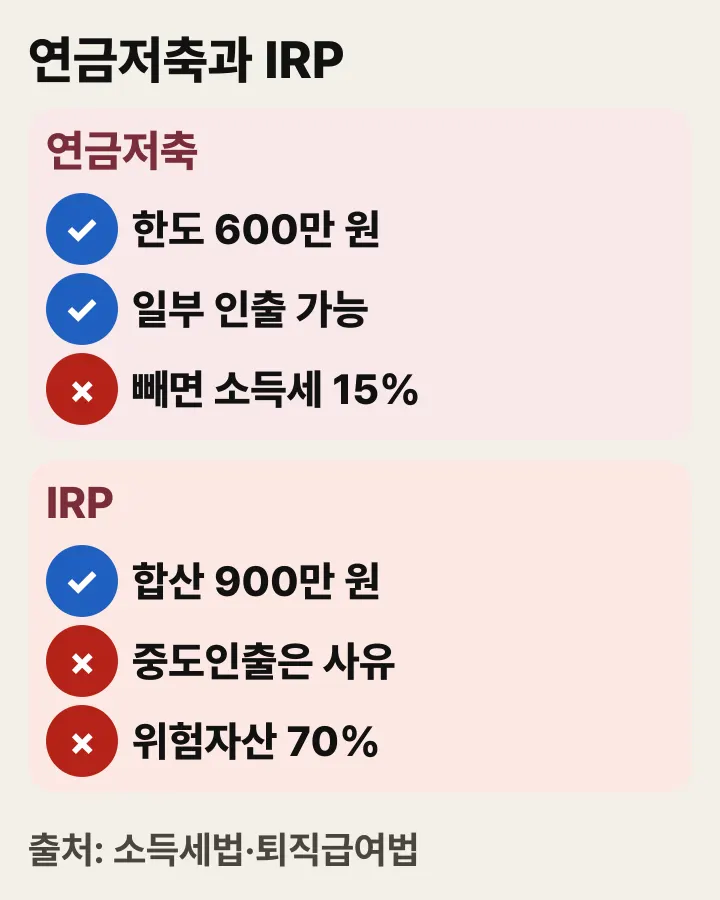 연금저축과 IRP
연금저축
한도 600만 원
일부 인출 가능
빼면 소득세 15%
IRP
합산 900만 원
중도인출은 사유
위험자산 70%
출처: 소득세법·퇴직급여법